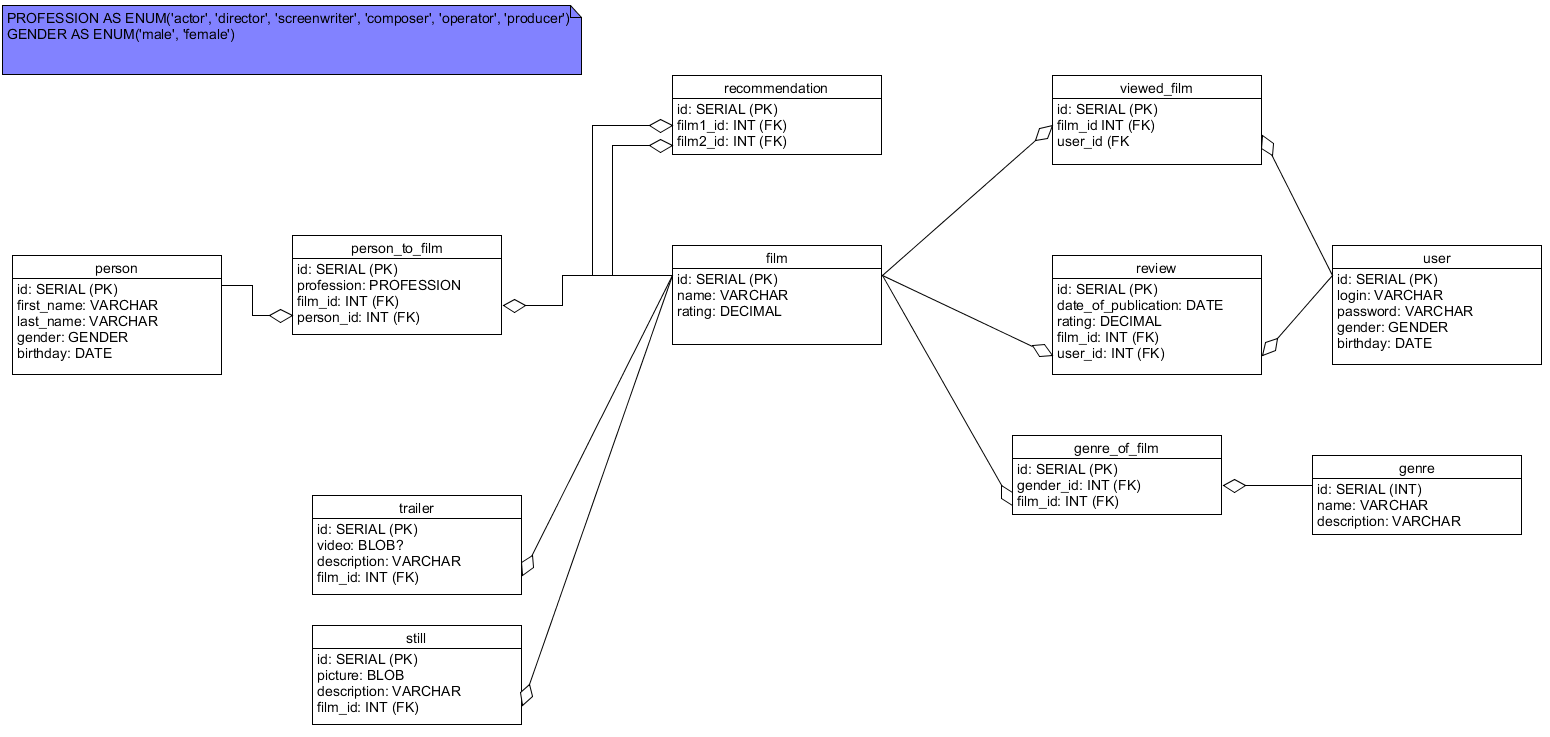 PROFESSION AS ENUM('actor', 'director', 'screenwriter', 'composer', 'operator', 'producer')
GENDER AS ENUM('male', 'female')
recommendation
id: SERIAL (PK)
film1_id: INT (FK)
film2_id: INT (FK)
viewed_film
id: SERIAL (PK)
film_id INT (FK)
user_id (FK
person
id: SERIAL (PK)
first_name: VARCHAR
last_name: VARCHAR
gender: GENDER
birthday: DATE
person_to_film
id: SERIAL (PK)
profession: PROFESSION
film_id: INT (FK)
person_id: INT (FK)
film
id: SERIAL (PK)
name: VARCHAR
rating: DECIMAL
review
id: SERIAL (PK)
date_of_publication: DATE
rating: DECIMAL
film_id: INT (FK)
user_id: INT (FK)
user
id: SERIAL (PK)
login: VARCHAR
password: VARCHAR
gender: GENDER
birthday: DATE
genre_of_film
id: SERIAL (PK)
gender_id: INT (FK)
film_id: INT (FK)
genre
id: SERIAL (INT)
name: VARCHAR
description: VARCHAR
trailer
id: SERIAL (PK)
video: BLOB?
description: VARCHAR
film_id: INT (FK)
still
id: SERIAL (PK)
picture: BLOB
description: VARCHAR
film_id: INT (FK)